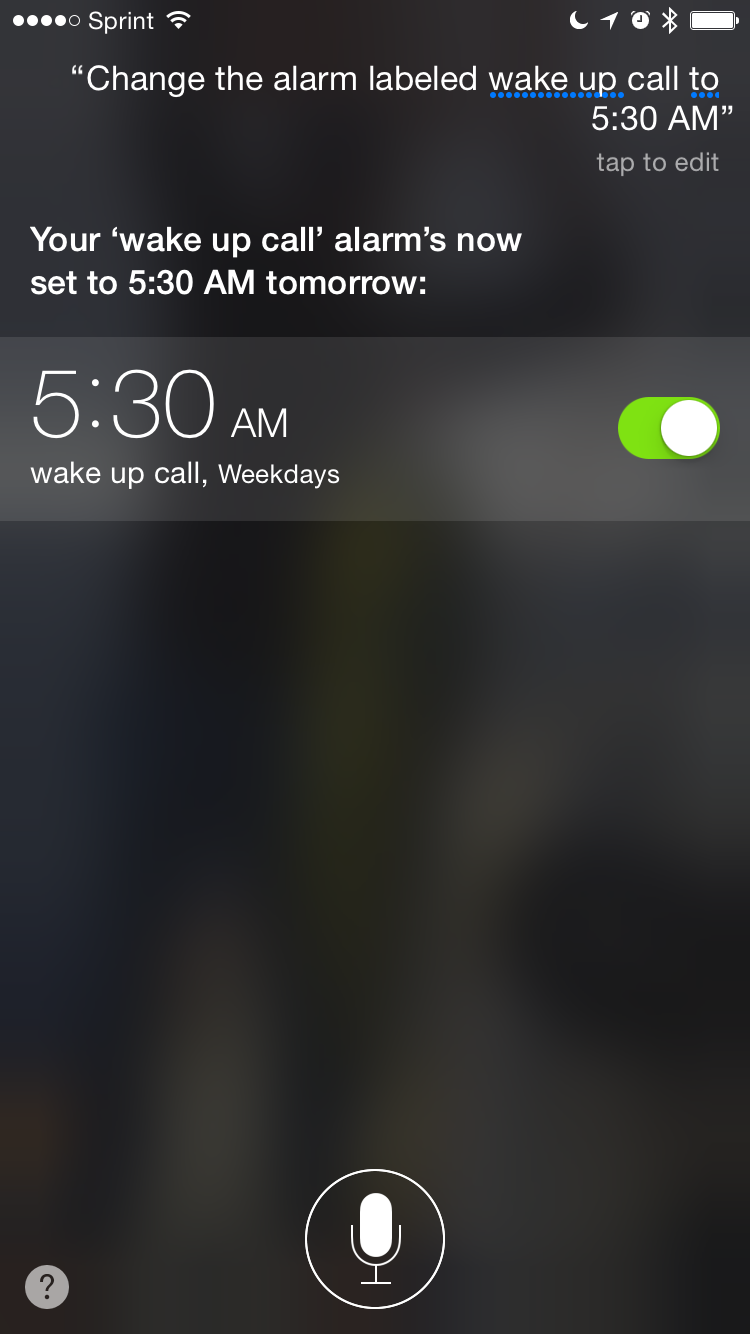 Sprint
“Change the alarm labeled wake up call to
5:30 AM”
tap to edit
Your ‘wake up call’ alarm’s now
set to 5:30 AM tomorrow:
5:30 AM
wake up call, Weekdays
?